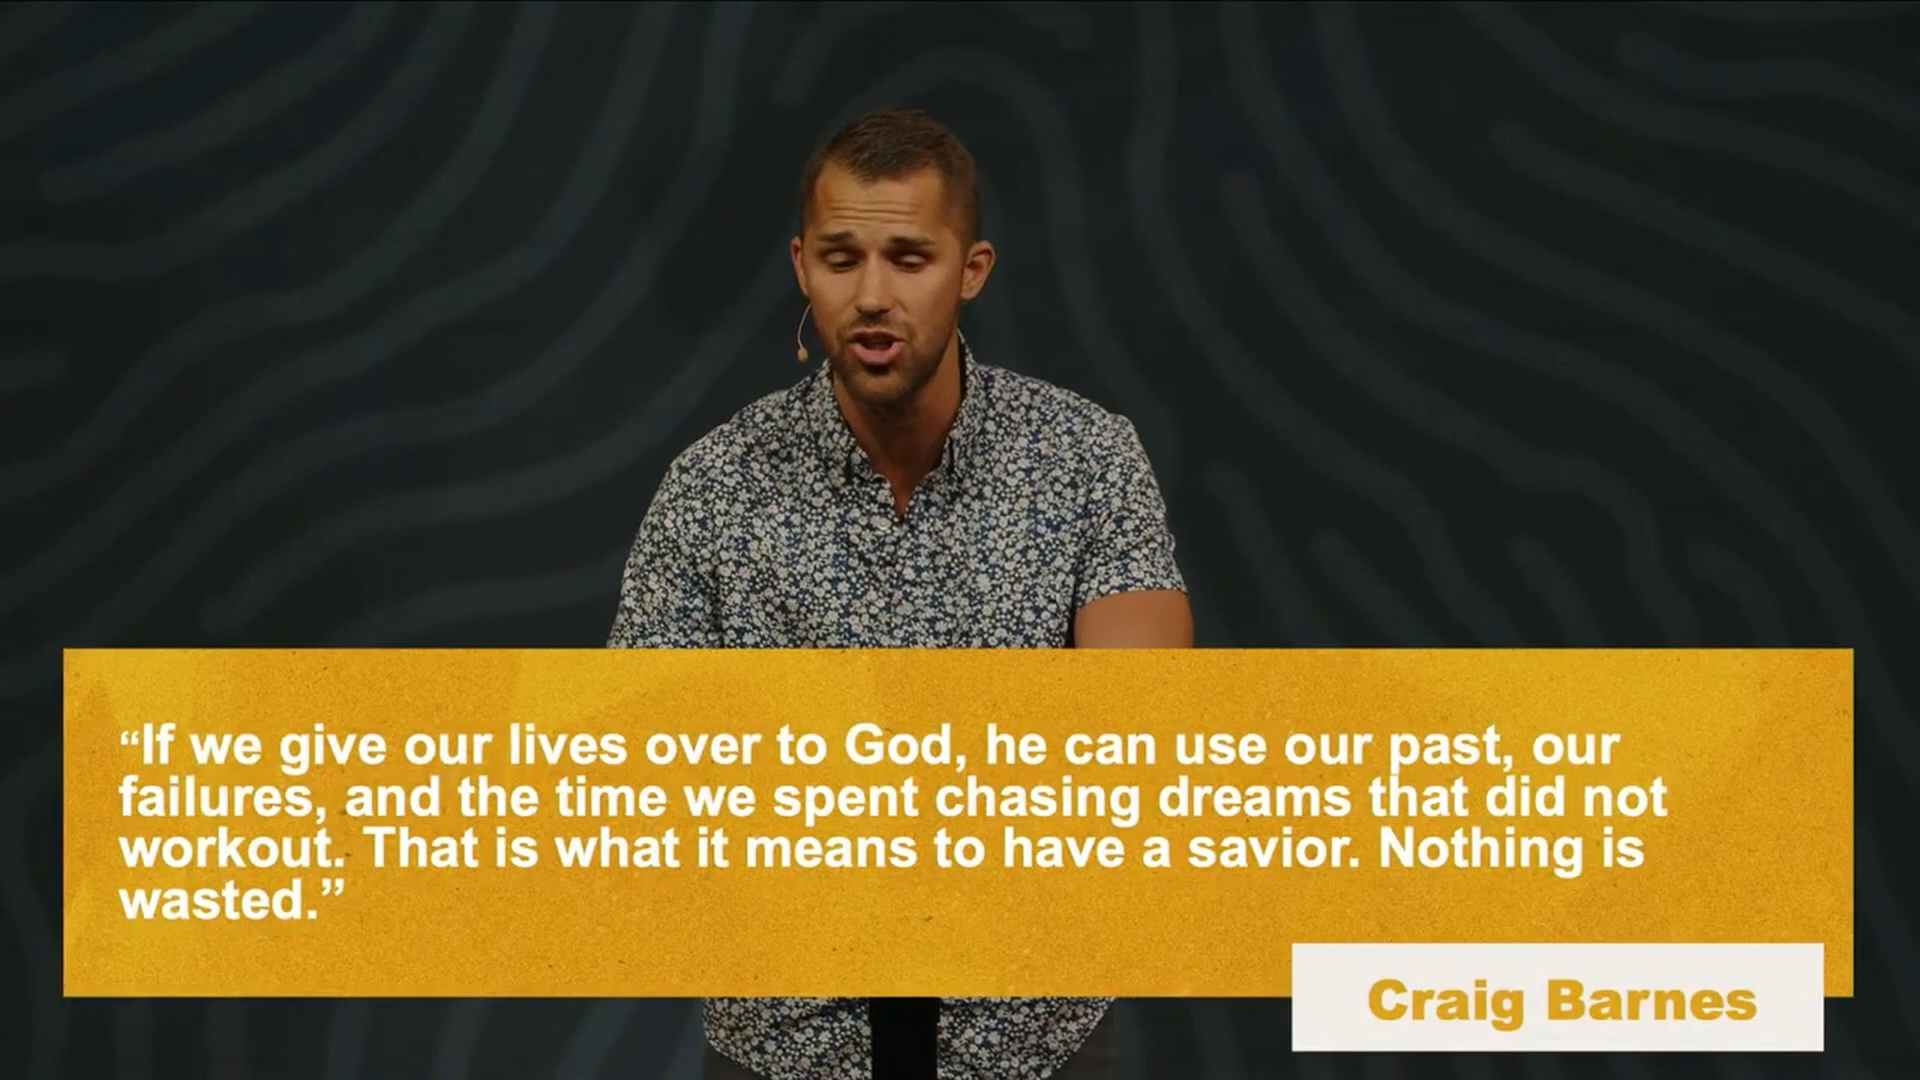 “If we give our lives over to God, he can use our past, our
failures, and the time we spent chasing dreams that did not
workout. That is what it means to have a savior. Nothing is
wasted.”
Craig Barnes